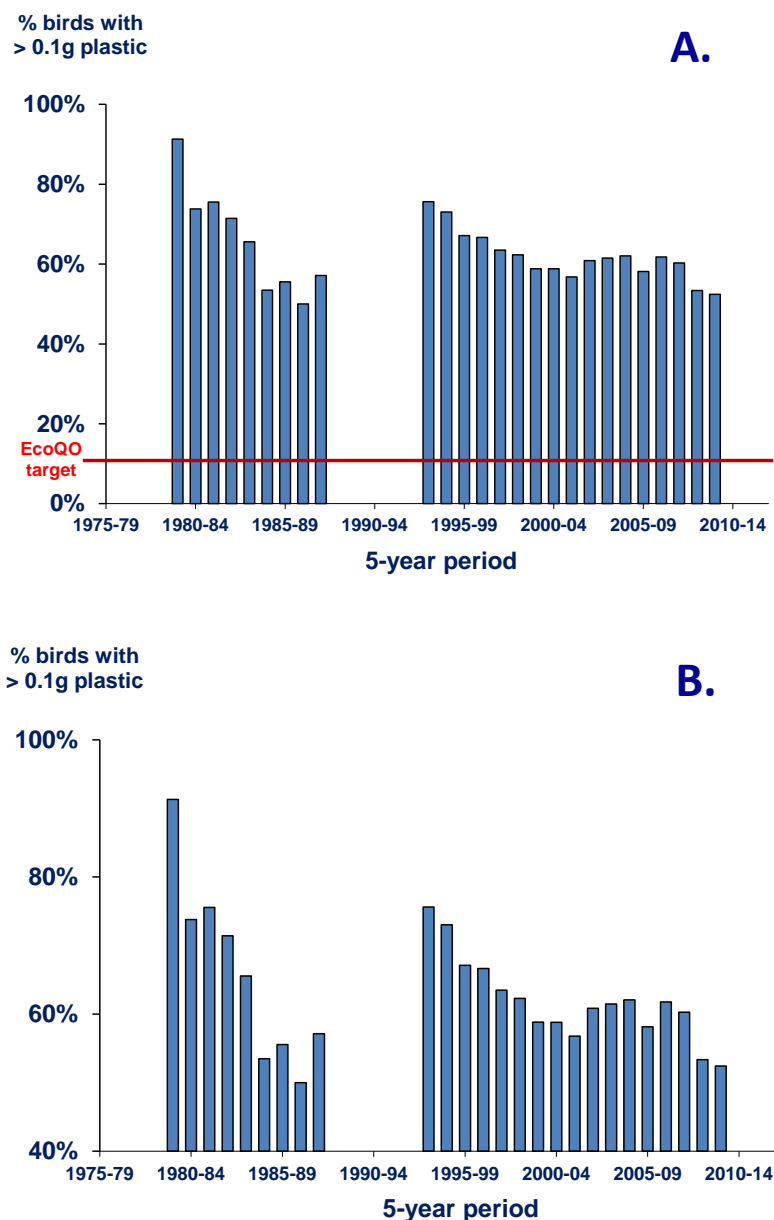 % birds with
> 0.1g plastic
A.
100%
80%
60%
40%
20%
EcoQO
target
0%
1975-79 1980-84 1985-89 1990-94 1995-99 2000-04 2005-09 2010-14
5-year period
% birds with
> 0.1g plastic
B.
100%
80%
60%
40%
1975-79 1980-84 1985-89 1990-94 1995-99 2000-04 2005-09 2010-14
5-year period